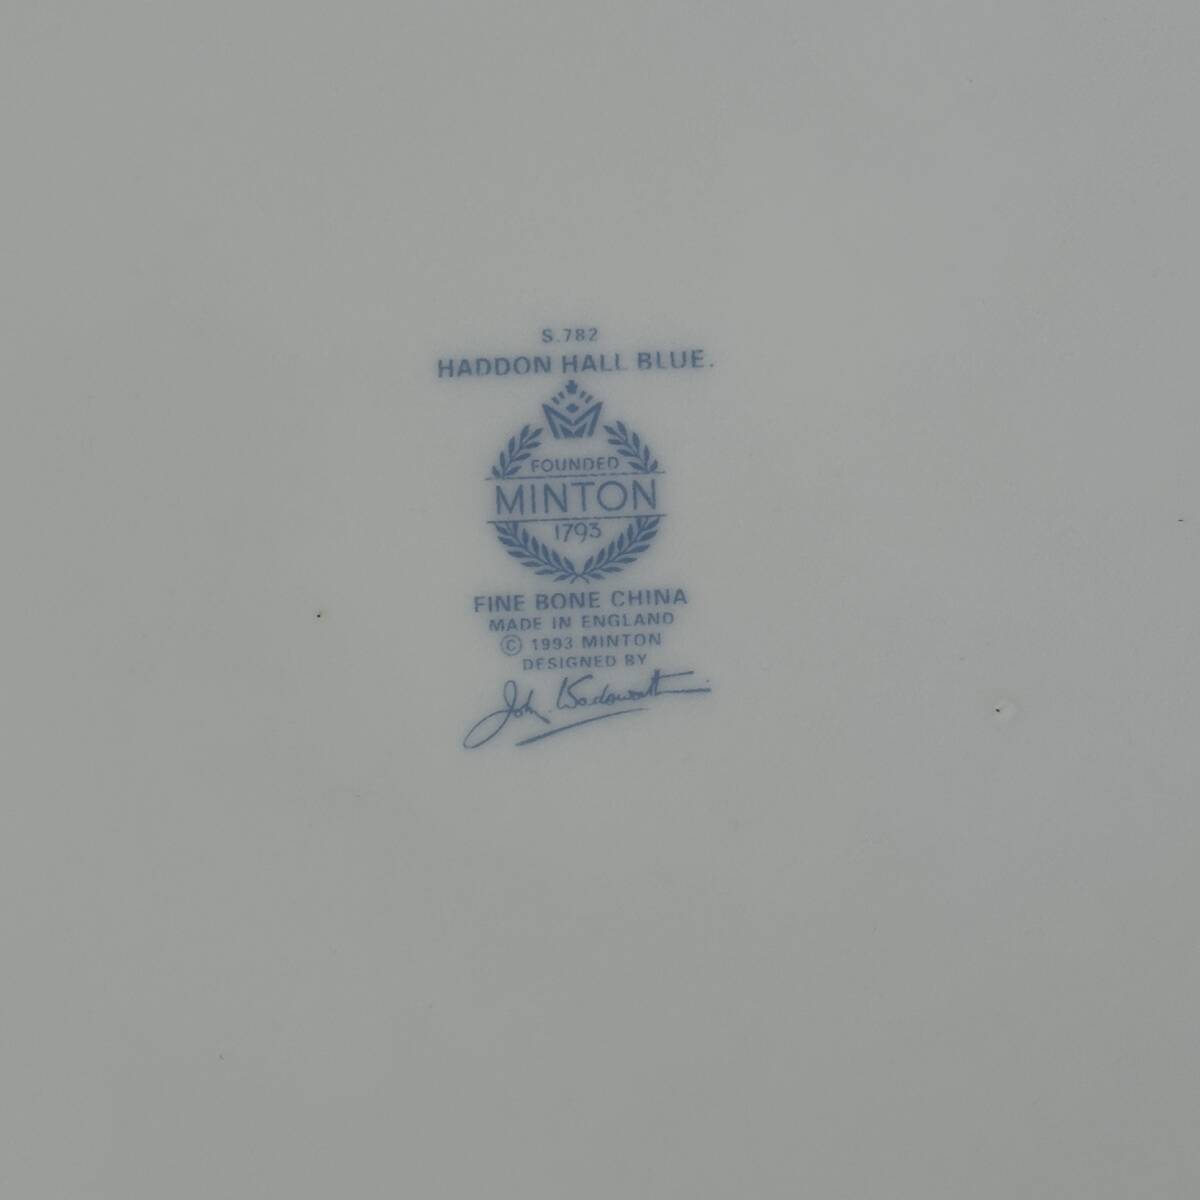 S.782
HADDON HALL BLUE.
FOUNDED
MINTON
1793
FINE BONE CHINA
MADE IN ENGLAND
© 1993 MINTON
DESIGNED BY
John Wadsworth